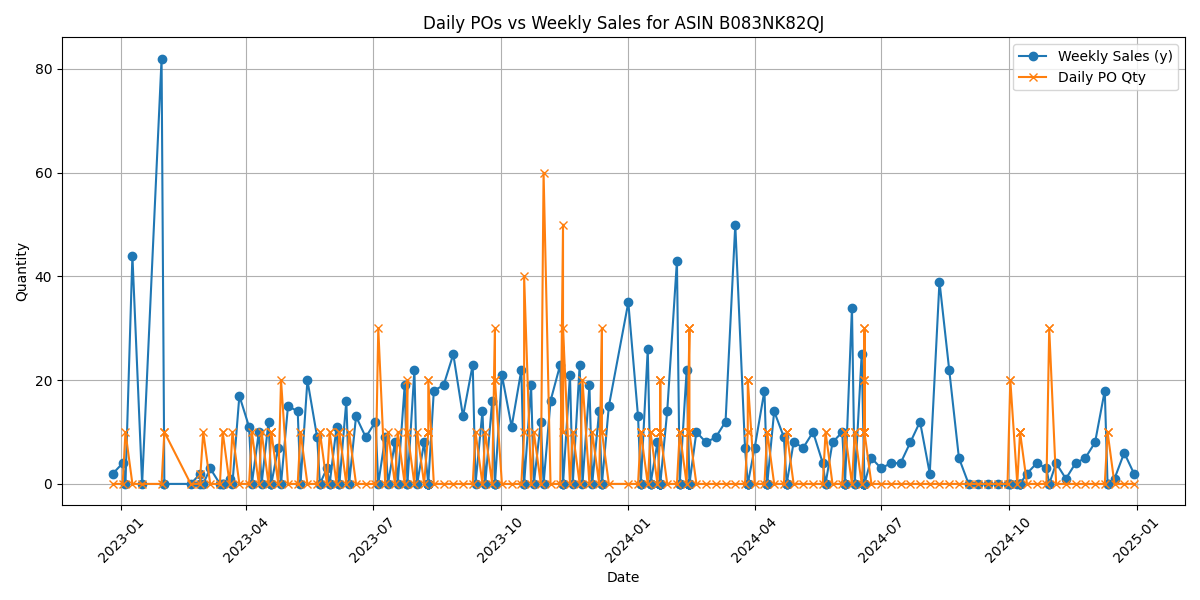 Daily POs vs Weekly Sales for ASIN B083NK82QJ
Weekly Sales (y)
Daily PO Qty
Quantity
80
60
40
20
0
2023-01
2023-04
2023-07
2023-10
2024-01
2024-04
2024-07
2024-10
2025-01
Date